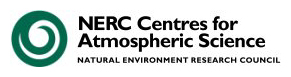 NERC Centres for
Atmospheric Science
NATURAL ENVIRONMENT RESEARCH COUNCIL